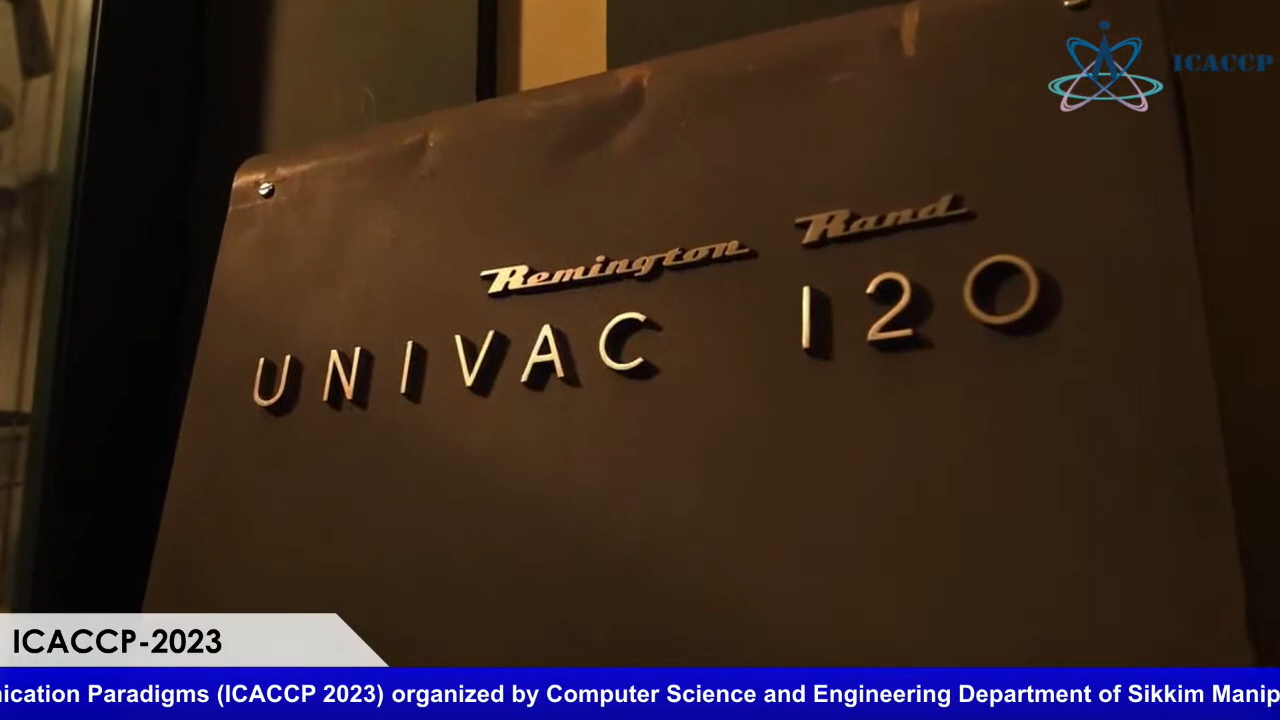 ICACCP
Remington Rand
UNIVAC 120
ICACCP-2023
ication Paradigms (ICACCP 2023) organized by Computer Science and Engineering Department of Sikkim Manip